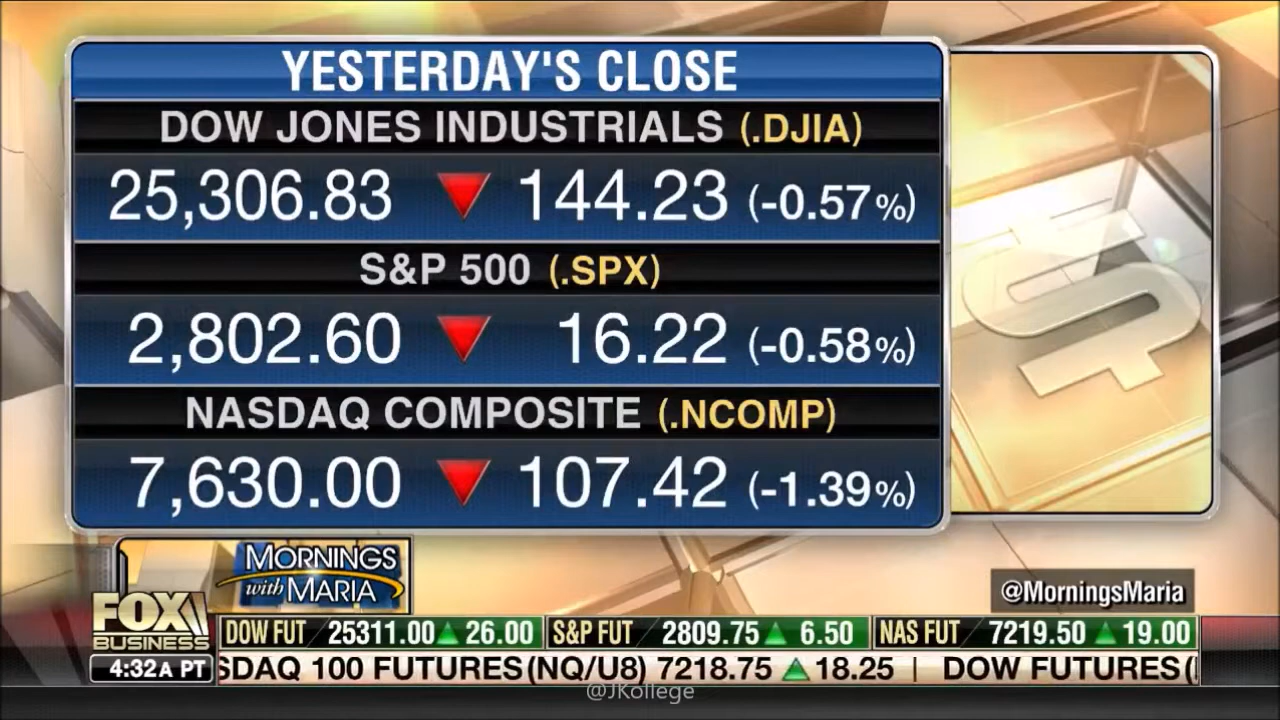 YESTERDAY'S CLOSE
DOW JONES INDUSTRIALS (.DJIA)
25,306.83 ▼ 144.23 (-0.57%)
S&P 500 (.SPX)
2,802.60 ▼ 16.22 (-0.58%)
NASDAQ COMPOSITE (.NCOMP)
7,630.00 ▼ 107.42 (-1.39%)
MORNINGS
with MARIA
@MorningsMaria
FOX
BUSINESS
DOW FUT 25311.00 ▲ 26.00 S&P FUT 2809.75 ▲ 6.50 NAS FUT 7219.50 ▲ 19.00
4:32A PT
SDAQ 100 FUTURES(NQ/U8) 7218.75 ▲ 18.25 | DOW FUTURES(
@JKollege